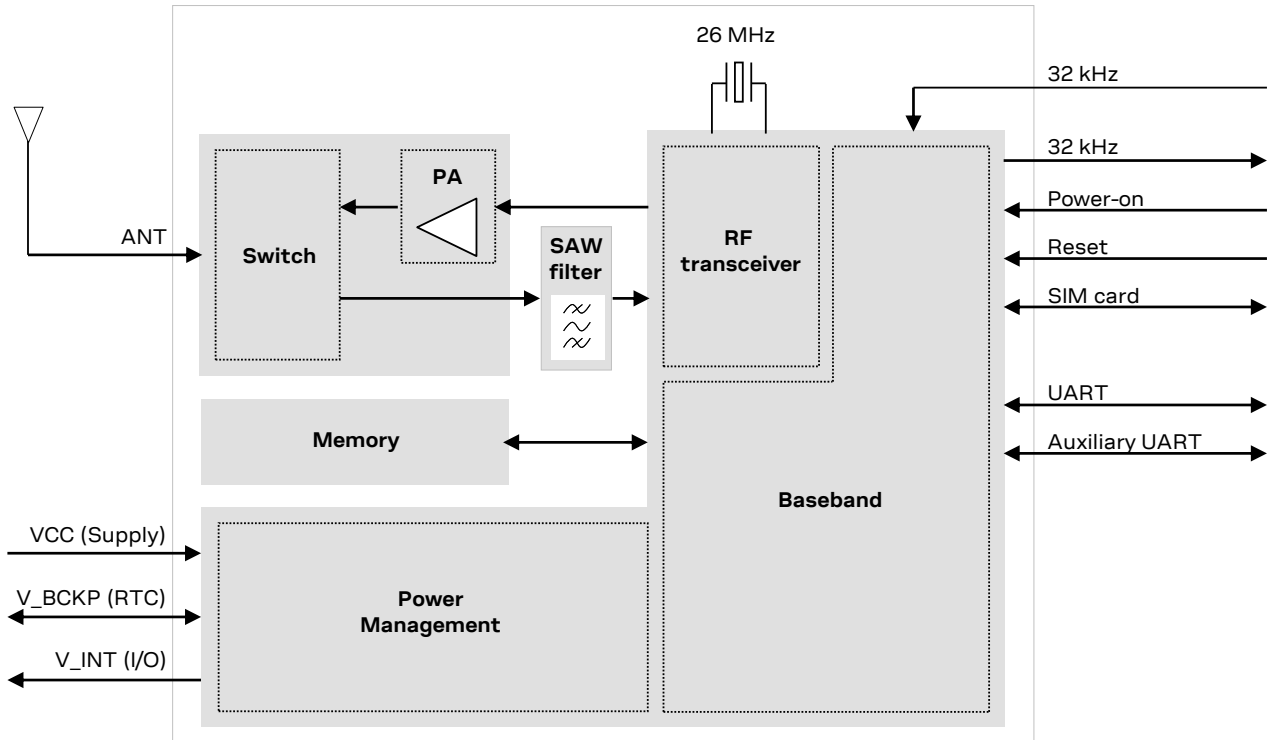 26 MHz
32 kHz
32 kHz
Power-on
Reset
SIM card
UART
Auxiliary UART
ANT
Switch
PA
SAW
filter
RF
transceiver
Memory
Baseband
VCC (Supply)
V_BCKP (RTC)
V_INT (I/O)
Power
Management